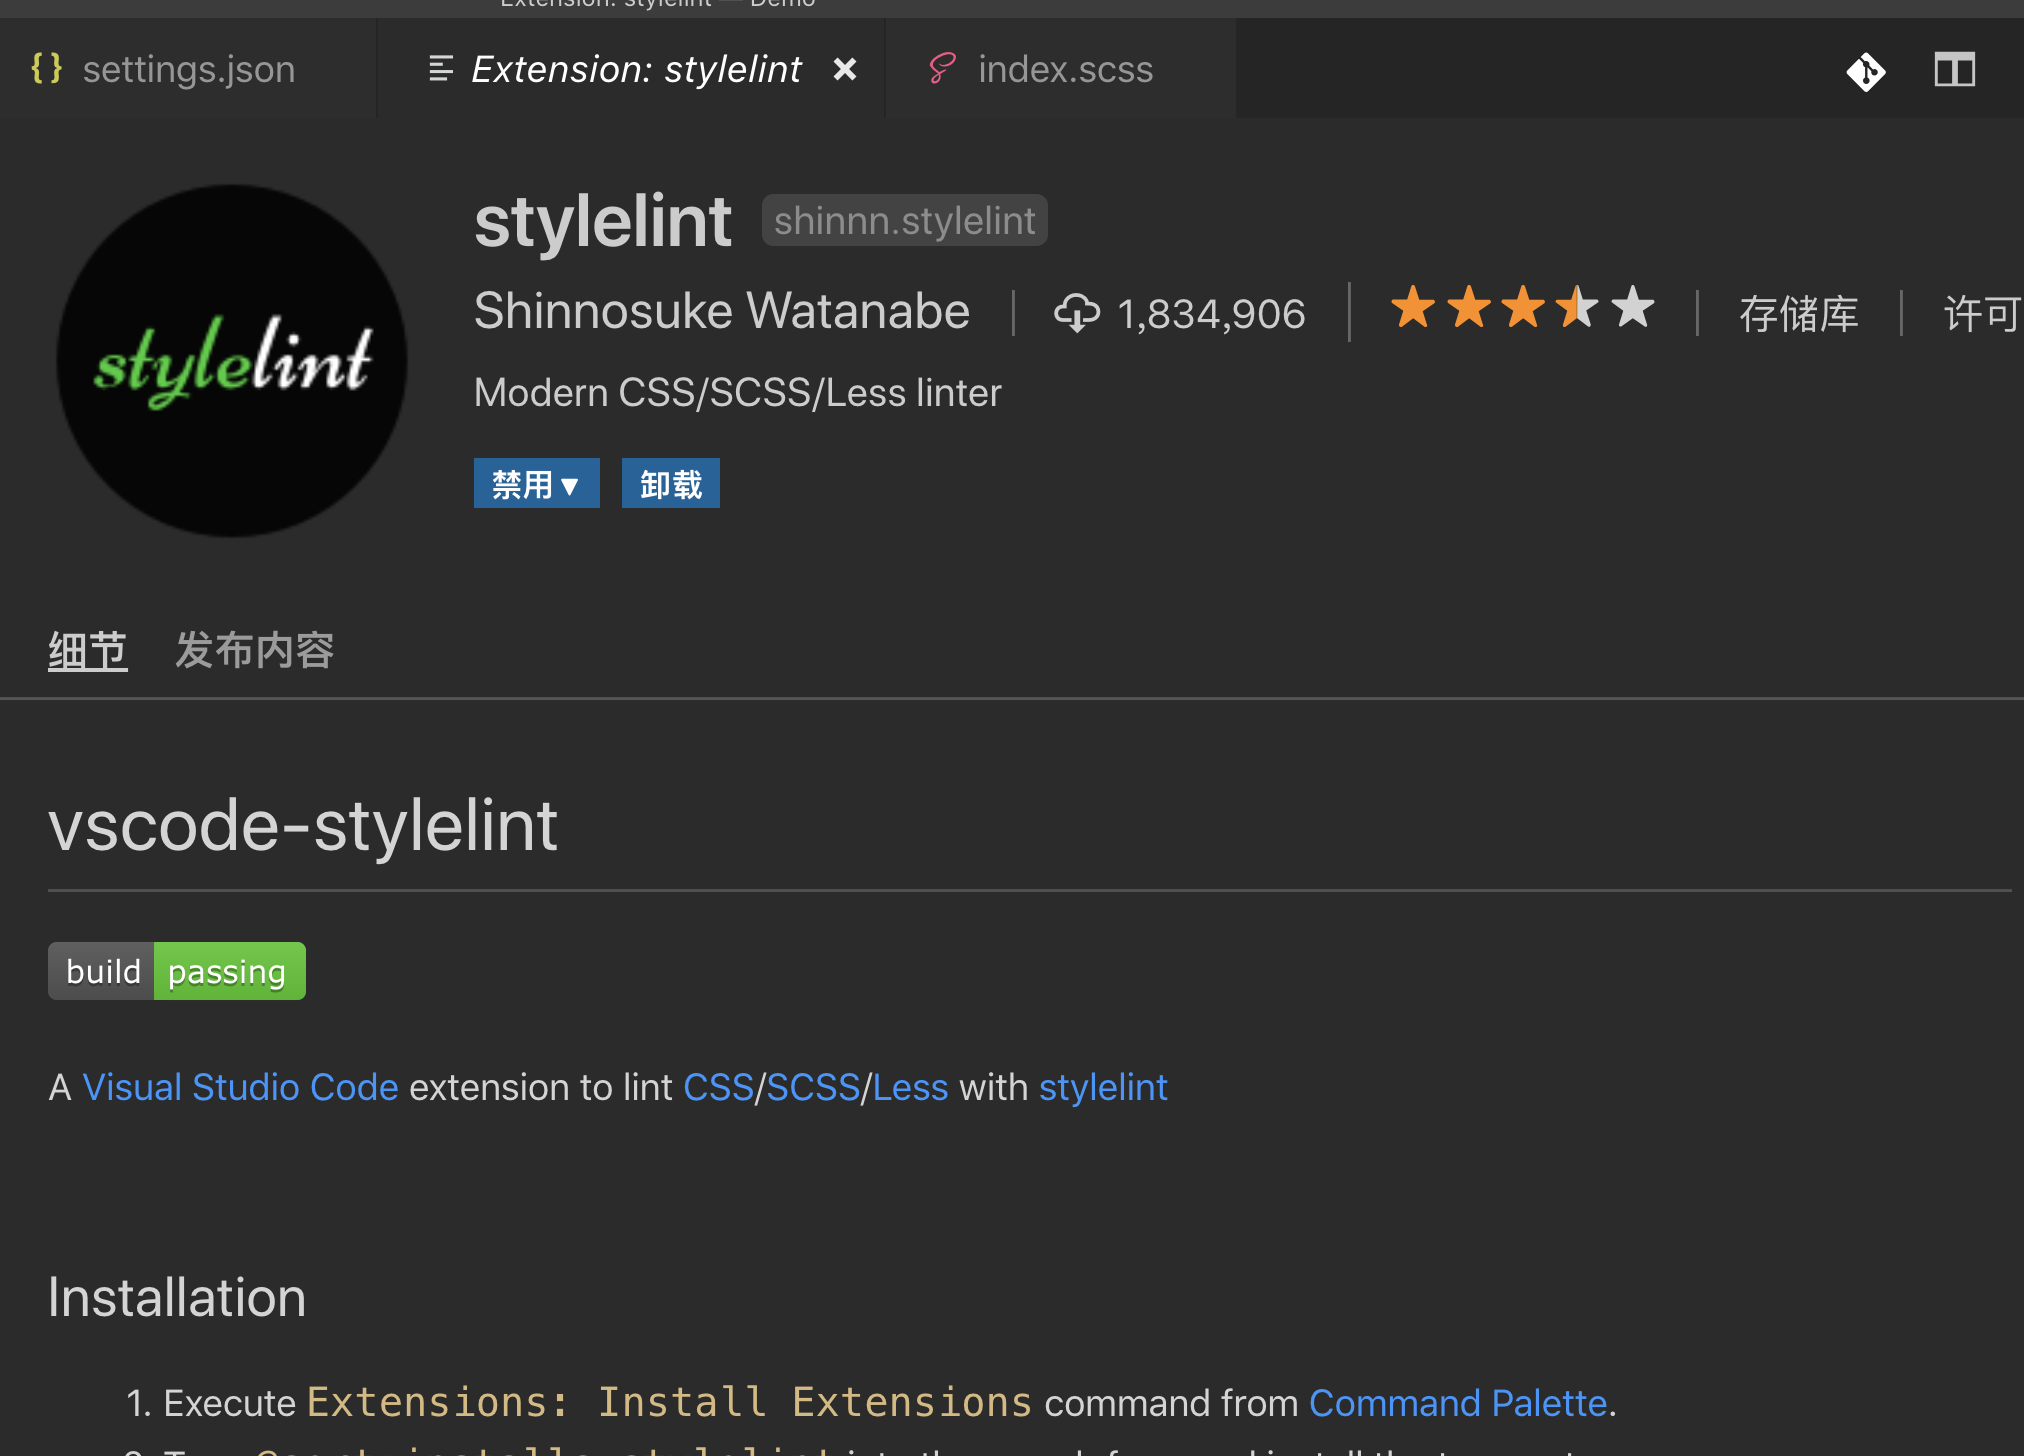 Extension: stylelint — Demo
{ } settings.json
Extension: stylelint
index.scss
stylelint
stylelint shinnn.stylelint
Shinnosuke Watanabe | 1,834,906 | | 存储库 | 许可
Modern CSS/SCSS/Less linter
禁用▼ 卸载
细节 发布内容
vscode-stylelint
build passing
A Visual Studio Code extension to lint CSS/SCSS/Less with stylelint
Installation
1. Execute Extensions: Install Extensions command from Command Palette.